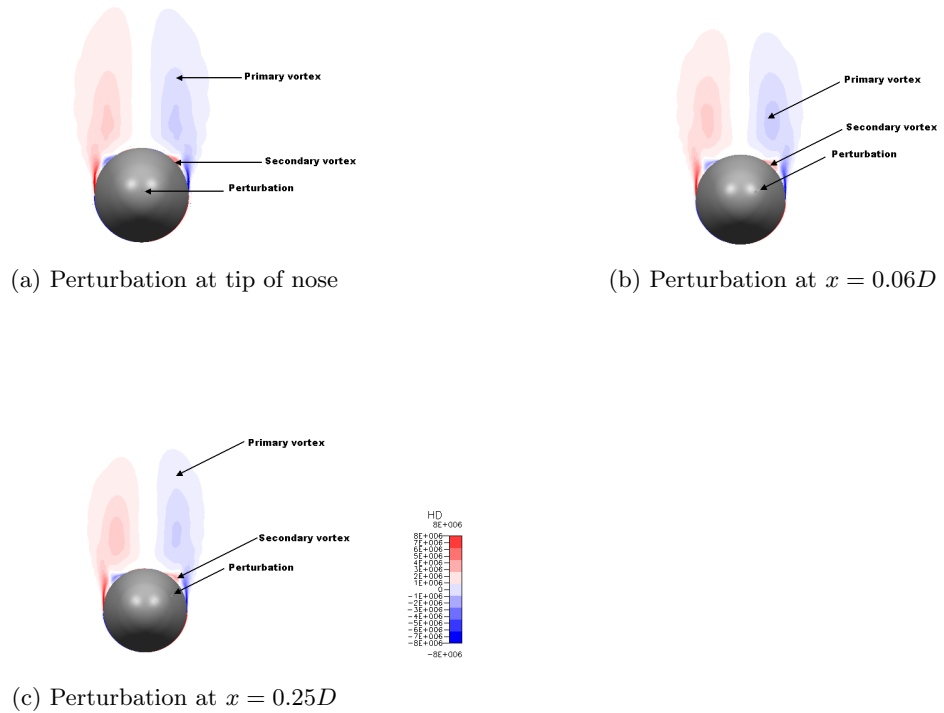 Primary vortex
Secondary vortex
Perturbation
(a) Perturbation at tip of nose
Primary vortex
Secondary vortex
Perturbation
(b) Perturbation at x = 0.06D
Primary vortex
Secondary vortex
Perturbation
(c) Perturbation at x = 0.25D
HD
8E+006
8E+006
7E+006
6E+006
5E+006
4E+006
3E+006
2E+006
1E+006
0
-1E+006
-2E+006
-3E+006
-4E+006
-5E+006
-6E+006
-7E+006
-8E+006
-8E+006